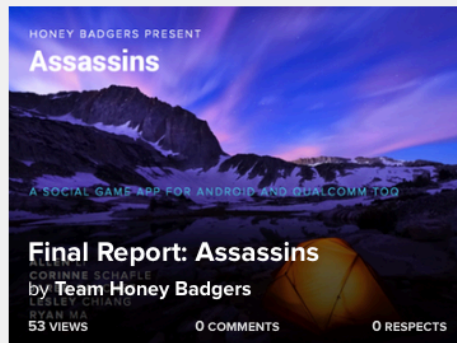 HONEY BADGERS PRESENT
Assassins
A SOCIAL GAME APP FOR ANDROID AND QUALCOMM TOQ
Final Report: Assassins
ALLEN
CORINNE SCHAFLE
by Team Honey Badgers
LESLEY CHIANG
RYAN MA
53 VIEWS 0 COMMENTS 0 RESPECTS